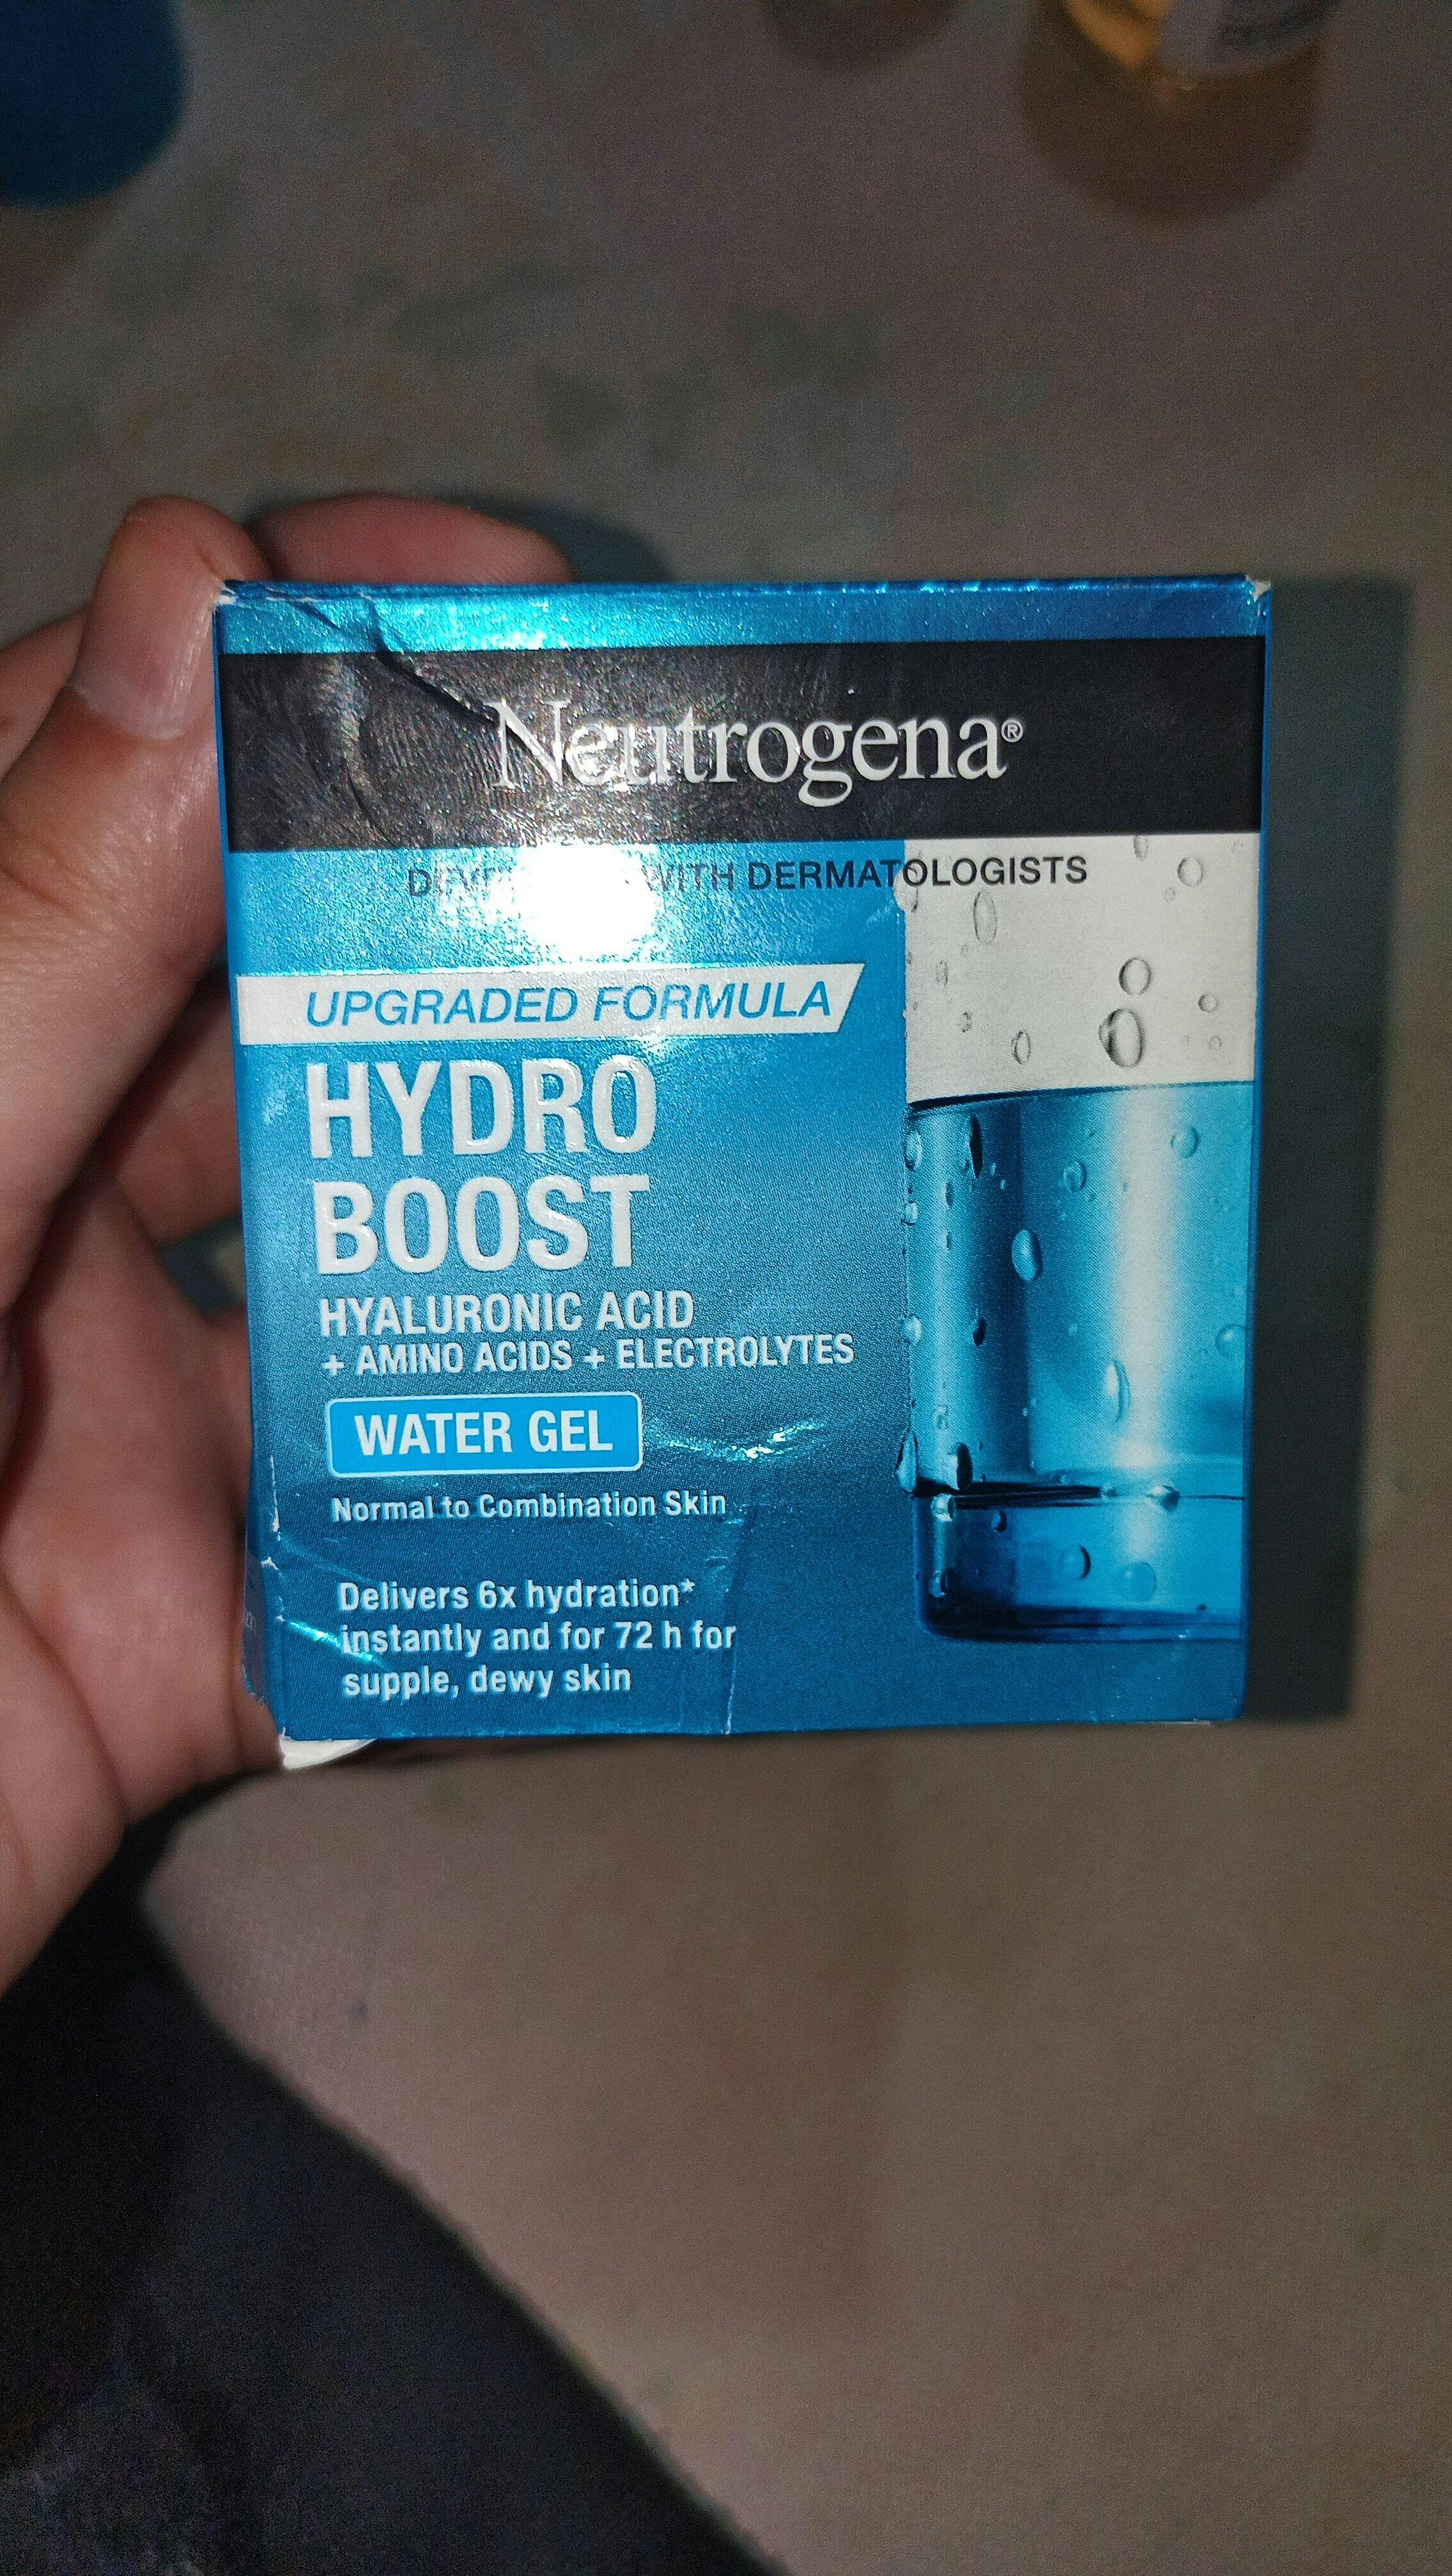 Neutrogena®
WITH DERMATOLOGISTS
UPGRADED FORMULA
HYDRO
BOOST
HYALURONIC ACID
+ AMINO ACIDS + ELECTROLYTES
WATER GEL
Normal to Combination Skin
Delivers 6x hydration*
instantly and for 72 h for
supple, dewy skin